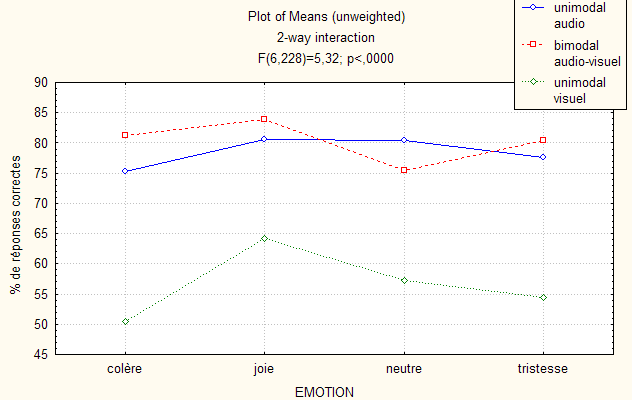 Plot of Means (unweighted)
2-way interaction
F(6,228)=5,32; p<,0000
unimodal
audio
bimodal
audio-visuel
unimodal
visuel
90
85
80
75
70
65
60
55
50
45
% de réponses correctes
colère
joie
neutre
tristesse
EMOTION